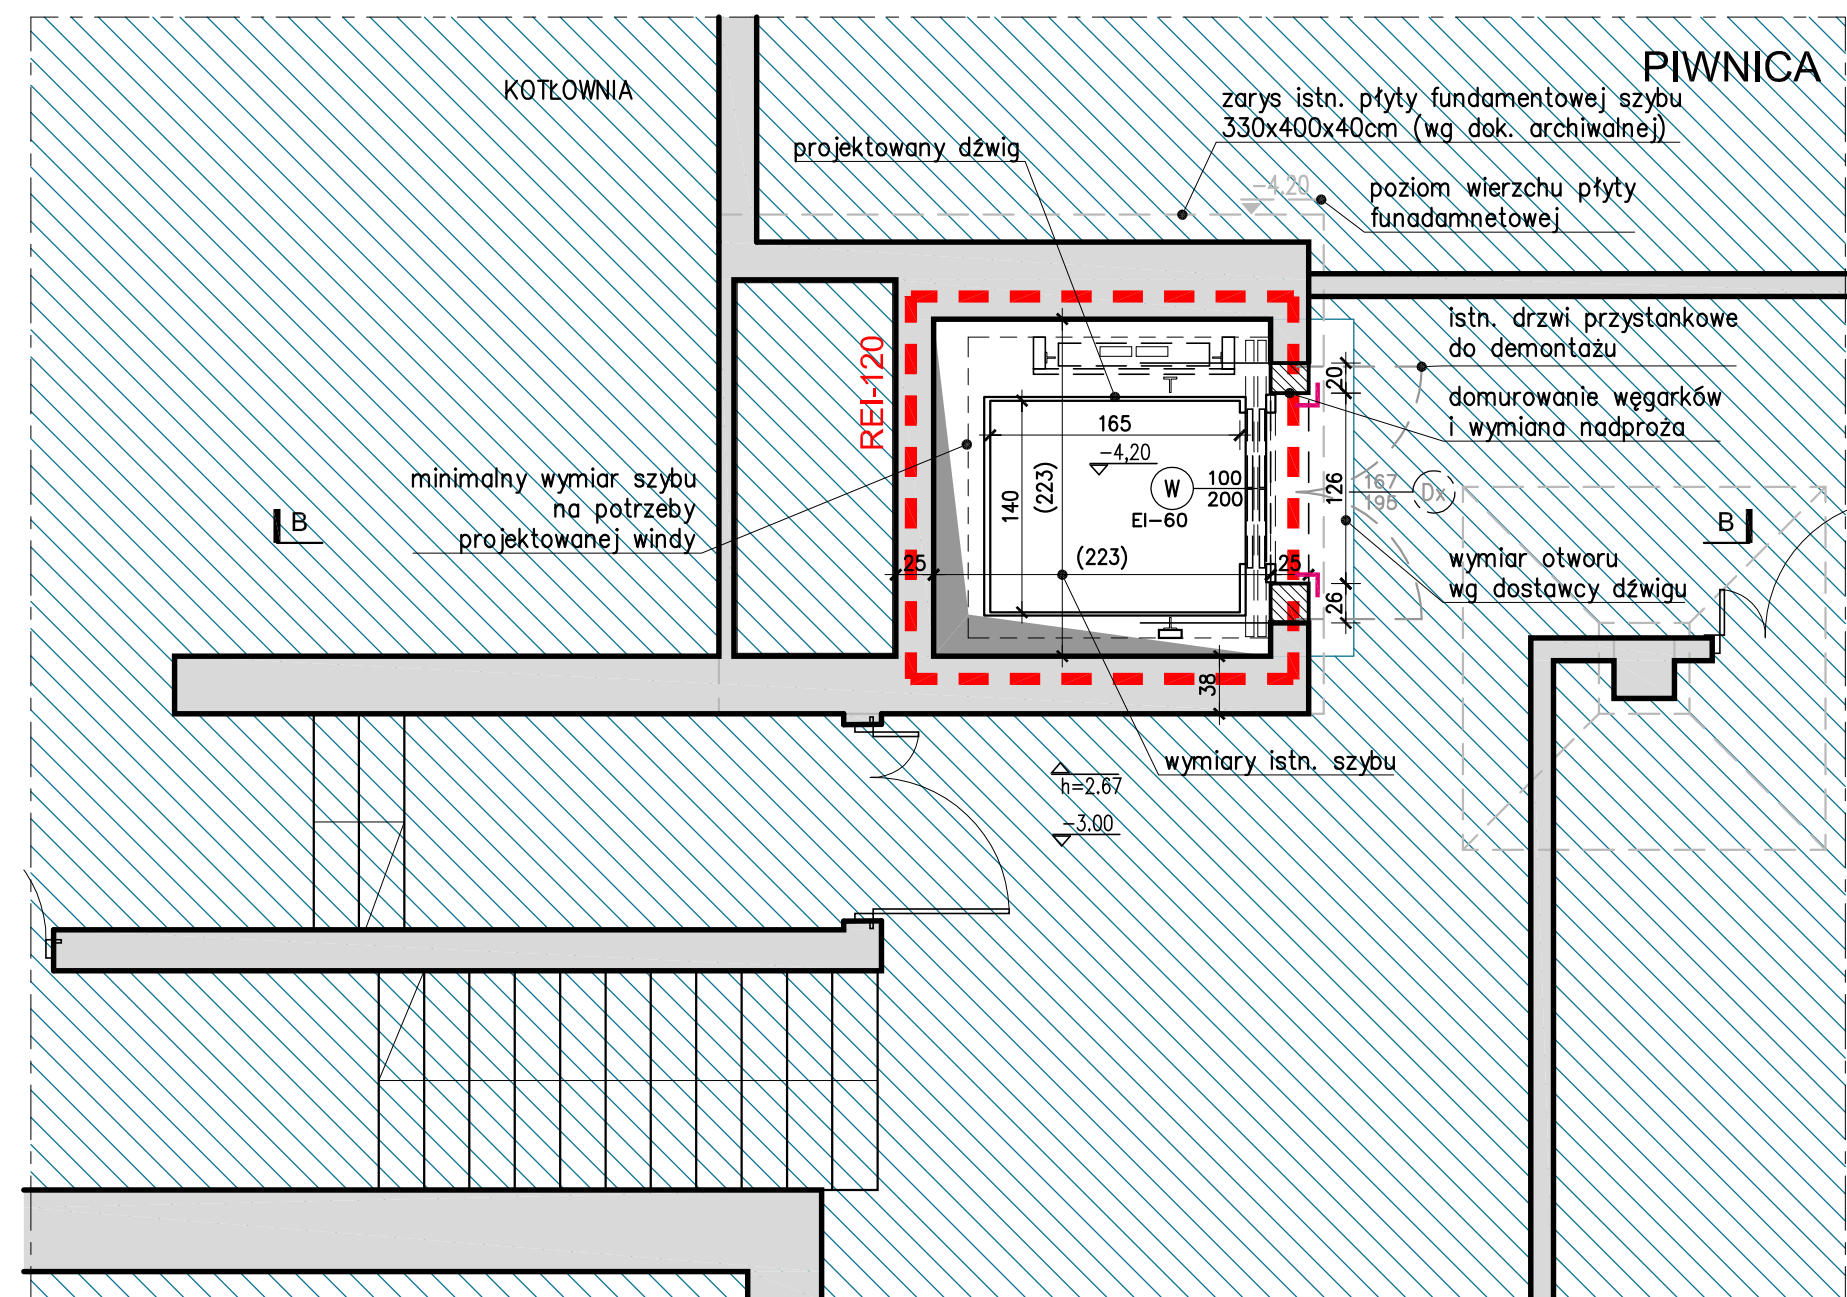 PIWNICA
KOTŁOWNIA
zarys istn. płyty fundamentowej szybu
330x400x40cm (wg dok. archiwalnej)
projektowany dźwig
-4,20
poziom wierzchu płyty
funadamnetowej
istn. drzwi przystankowe
do demontażu
REI-120
20
domurowanie węgarków
i wymiana nadproża
165
-4,20
minimalny wymiar szybu
na potrzeby
projektowanej windy
(223)
140
W
100
200
EI-60
126
167
195
Dx
B
B
(223)
25
25
wymiar otworu
wg dostawcy dźwigu
26
38
wymiary istn. szybu
h=2.67
-3.00